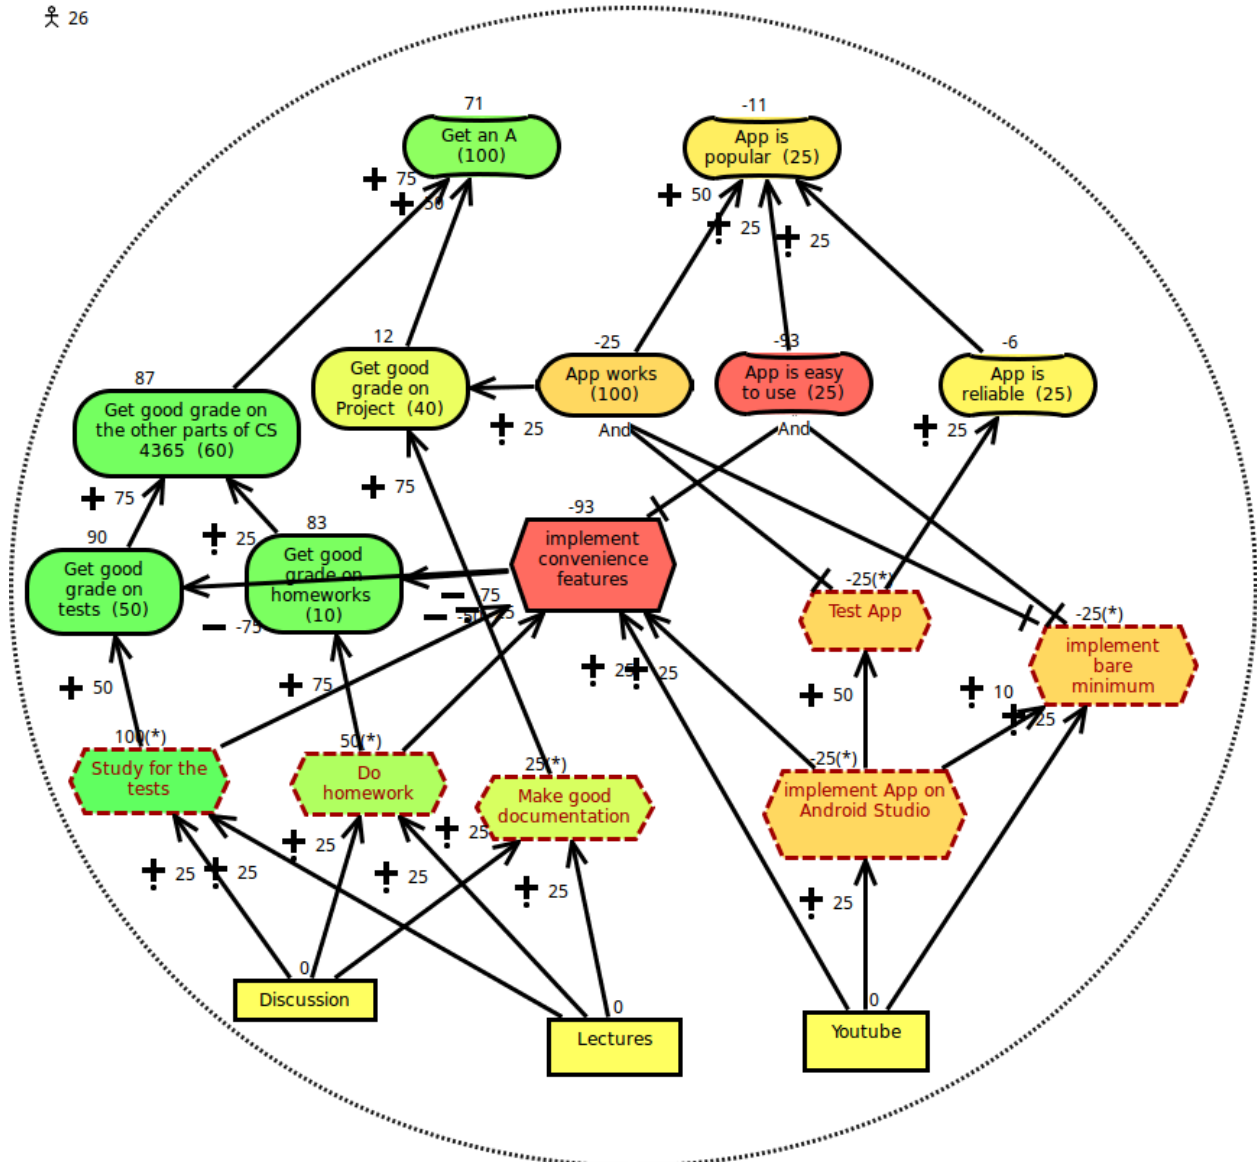 26
71
Get an A
(100)
-11
App is
popular (25)
75
50
50
25
25
12
Get good
grade on
Project (40)
-25
App works
(100)
And
-93
App is easy
to use (25)
And
-6
App is
reliable (25)
25
25
87
Get good grade on
the other parts of CS
4365 (60)
75
25
75
90
Get good
grade on
tests (50)
83
Get good
grade on
homeworks
(10)
-93
implement
convenience
features
-75
-75
25
-25(*)
Test App
-25(*)
implement
bare
minimum
50
75
25
25
50
10
25
100(*)
Study for the
tests
50(*)
Do
homework
25(*)
Make good
documentation
-25(*)
implement App on
Android Studio
25
25
25
25
25
25
25
0
Discussion
0
Lectures
0
Youtube